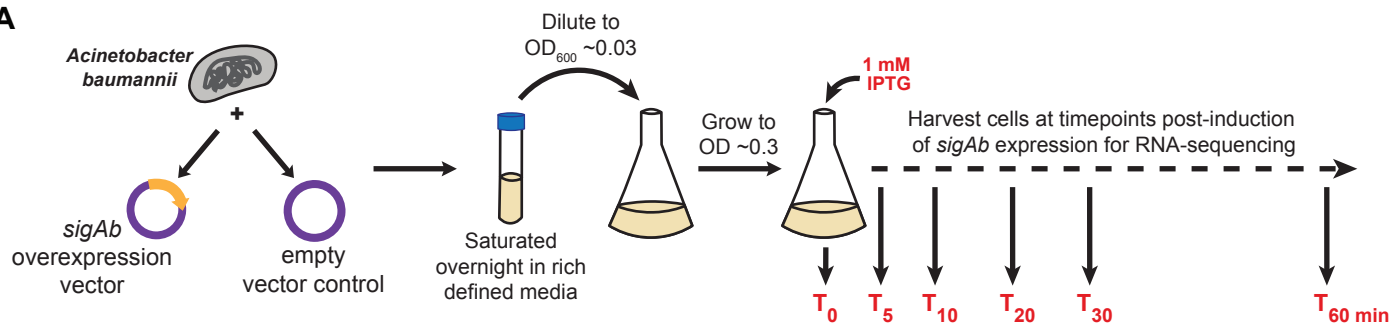 A
Acinetobacter
baumannii
+
sigAb
overexpression
vector
empty
vector control
Saturated
overnight in rich
defined media
Dilute to
OD600 ~0.03
Grow to
OD ~0.3
1 mM
IPTG
Harvest cells at timepoints post-induction
of sigAb expression for RNA-sequencing
T0 T5 T10 T20 T30 T60 min